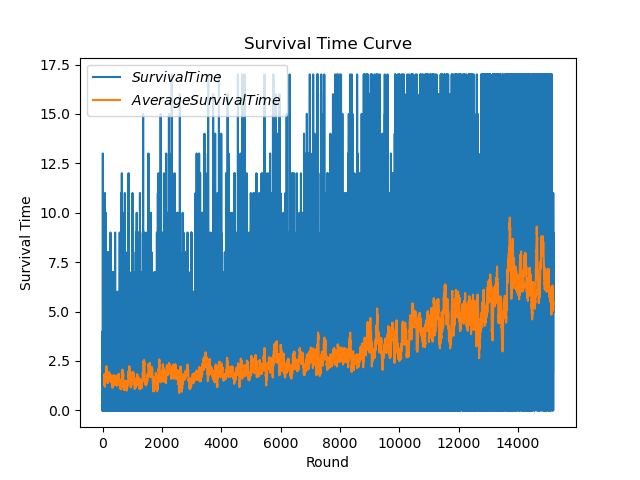 Survival Time Curve
SurvivalTime
AverageSurvivalTime
17.5
15.0
12.5
10.0
7.5
5.0
2.5
0.0
Survival Time
0 2000 4000 6000 8000 10000 12000 14000
Round